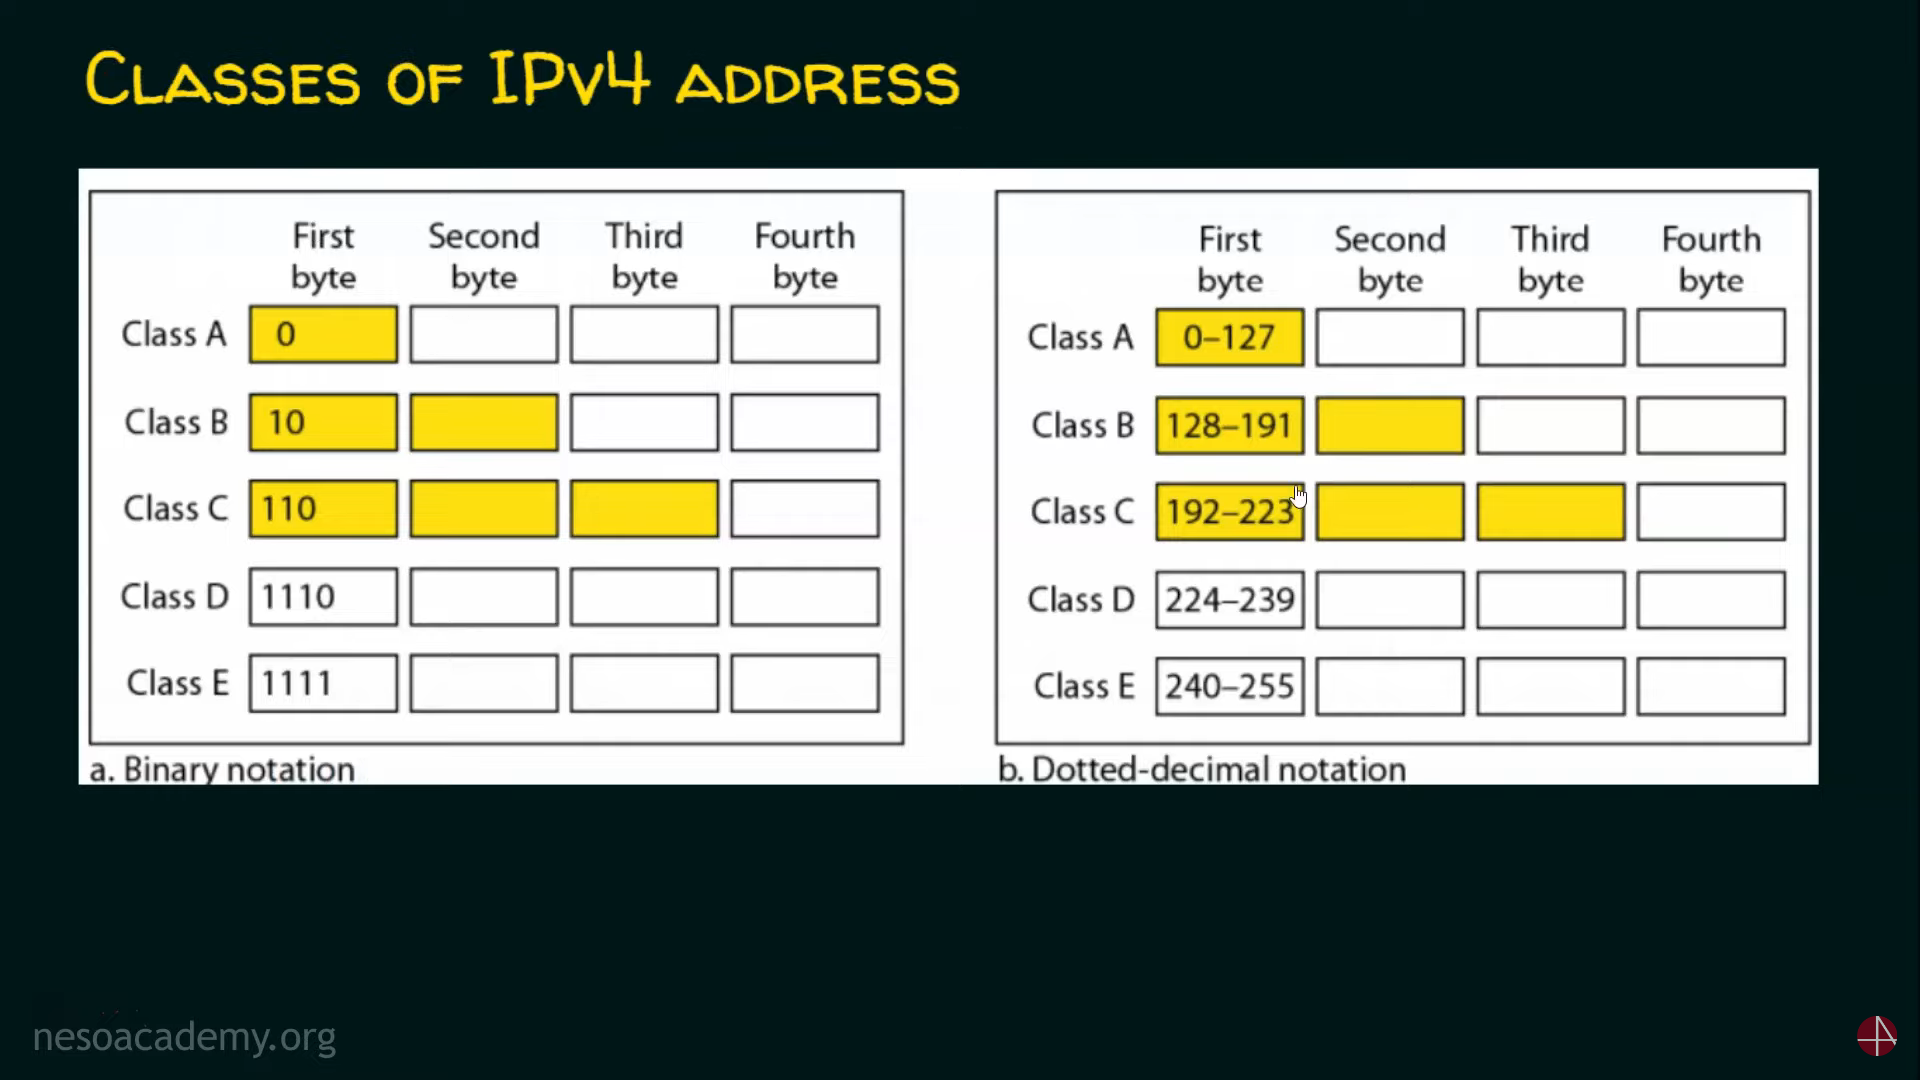 CLASSES OF IPV4 ADDRESS
First Second Third Fourth
byte byte byte byte
Class A 0
Class B 10
Class C 110
Class D 1110
Class E 1111
a. Binary notation
First Second Third Fourth
byte byte byte byte
Class A 0–127
Class B 128–191
Class C 192–223
Class D 224–239
Class E 240–255
b. Dotted-decimal notation
nesoacademy.org